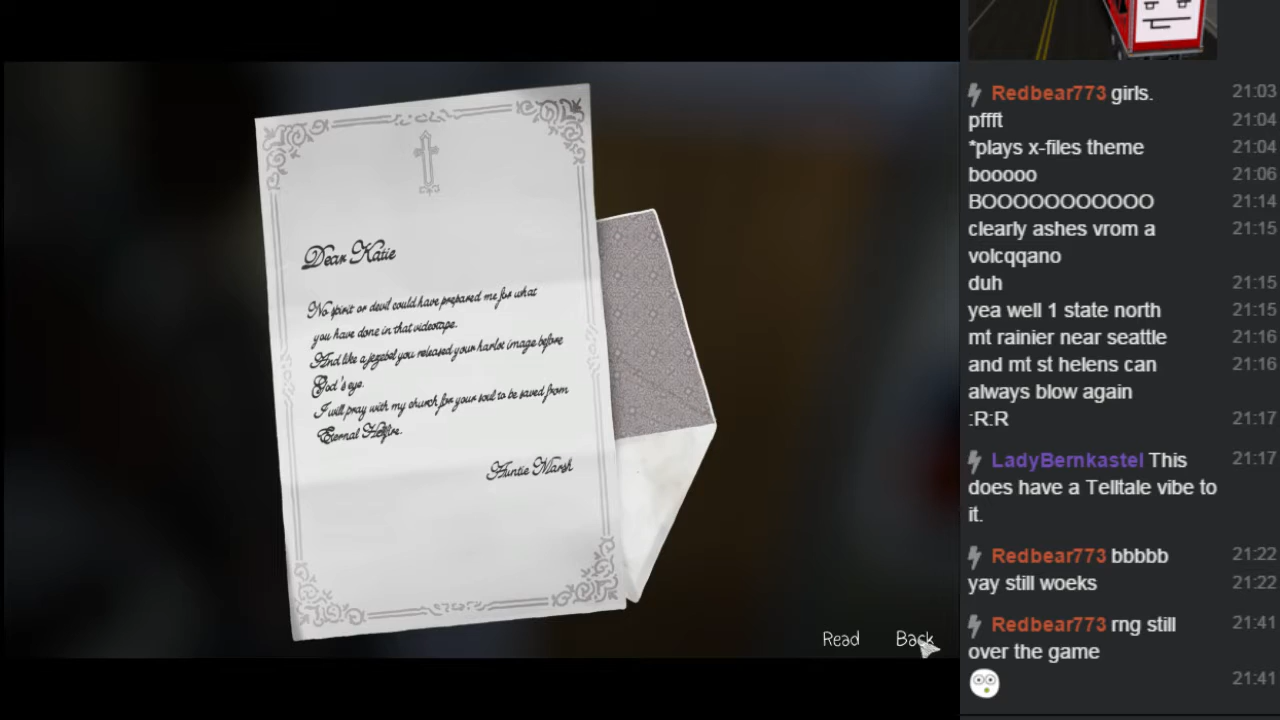 Dear Katie
No spirit or devil could have prepared me for what
you have done in that videotape.
And like a jezebel you released your harlot image before
God's eye.
I will pray with my church for your soul to be saved from
Eternal Hellfire.
Auntie Marsh
Read Back
Redbear773 girls. 21:03
pffft 21:04
*plays x-files theme 21:04
booooo 21:06
BOOOOOOOOOOO 21:14
clearly ashes vrom a 21:15
volcqqano
duh 21:15
yea well 1 state north 21:15
mt rainier near seattle 21:16
and mt st helens can 21:16
always blow again
:R:R 21:17
LadyBernkastel This 21:17
does have a Telltale vibe to
it.
Redbear773 bbbbb 21:22
yay still woeks 21:22
Redbear773 rng still 21:41
over the game
21:41